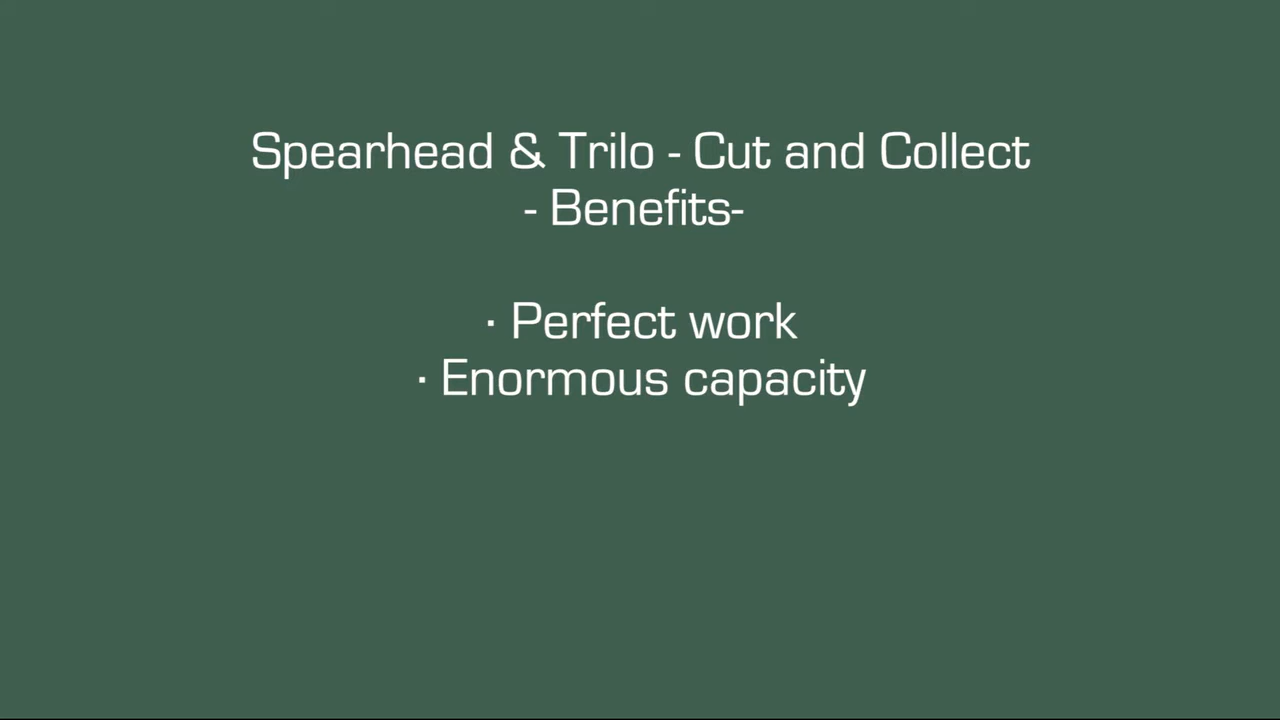 Spearhead & Trilo - Cut and Collect
- Benefits-
· Perfect work
· Enormous capacity